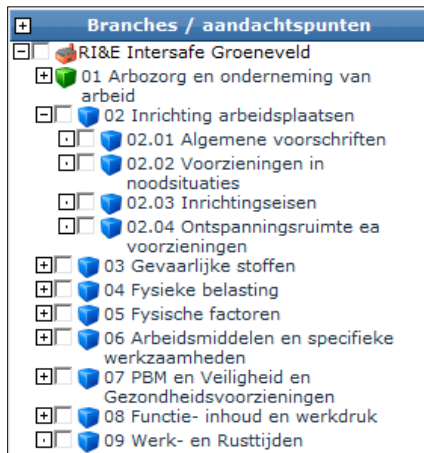 Branches / aandachtspunten
RI&E Intersafe Groeneveld
01 Arbozorg en onderneming van
arbeid
02 Inrichting arbeidsplaatsen
02.01 Algemene voorschriften
02.02 Voorzieningen in
noodsituaties
02.03 Inrichtingseisen
02.04 Ontspanningsruimte ea
voorzieningen
03 Gevaarlijke stoffen
04 Fysieke belasting
05 Fysische factoren
06 Arbeidsmiddelen en specifieke
werkzaamheden
07 PBM en Veiligheid en
Gezondheidsvoorzieningen
08 Functie- inhoud en werkdruk
09 Werk- en Rusttijden